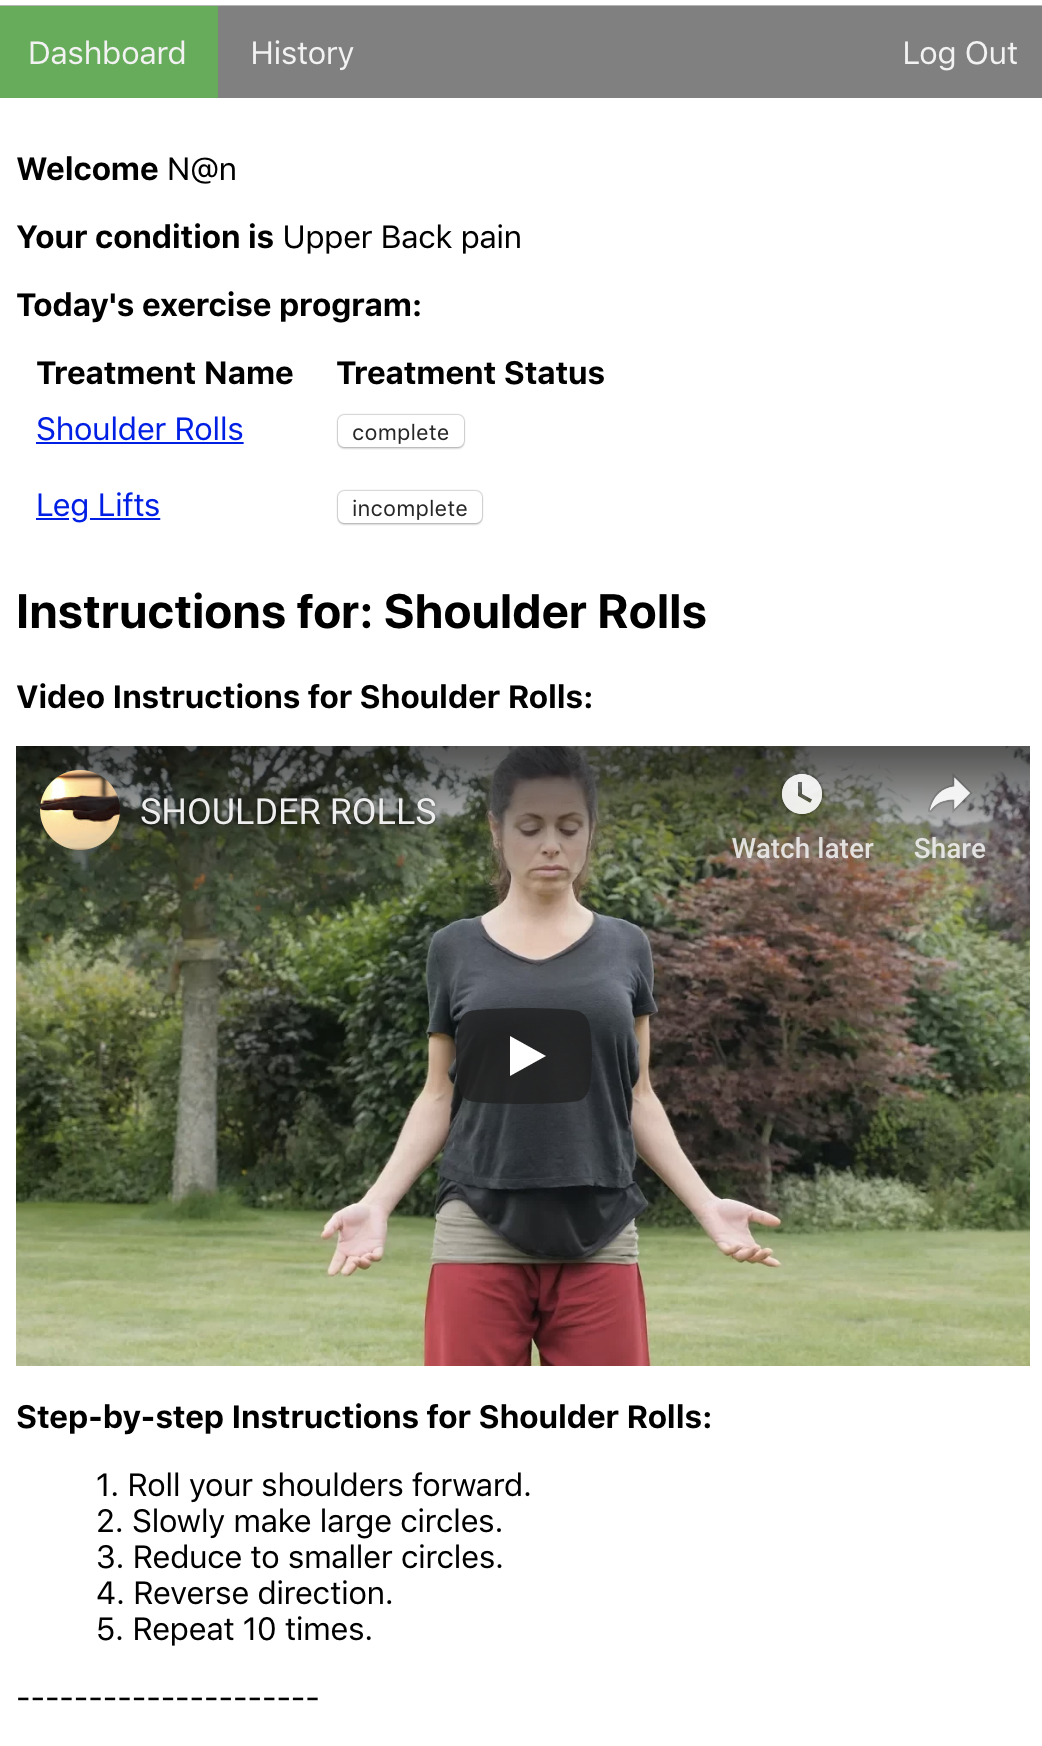 Dashboard History Log Out
Welcome N@n
Your condition is Upper Back pain
Today's exercise program:
Treatment Name Treatment Status
Shoulder Rolls complete
Leg Lifts incomplete
Instructions for: Shoulder Rolls
Video Instructions for Shoulder Rolls:
SHOULDER ROLLS
Watch later Share
Step-by-step Instructions for Shoulder Rolls:
1. Roll your shoulders forward.
2. Slowly make large circles.
3. Reduce to smaller circles.
4. Reverse direction.
5. Repeat 10 times.
---------------------